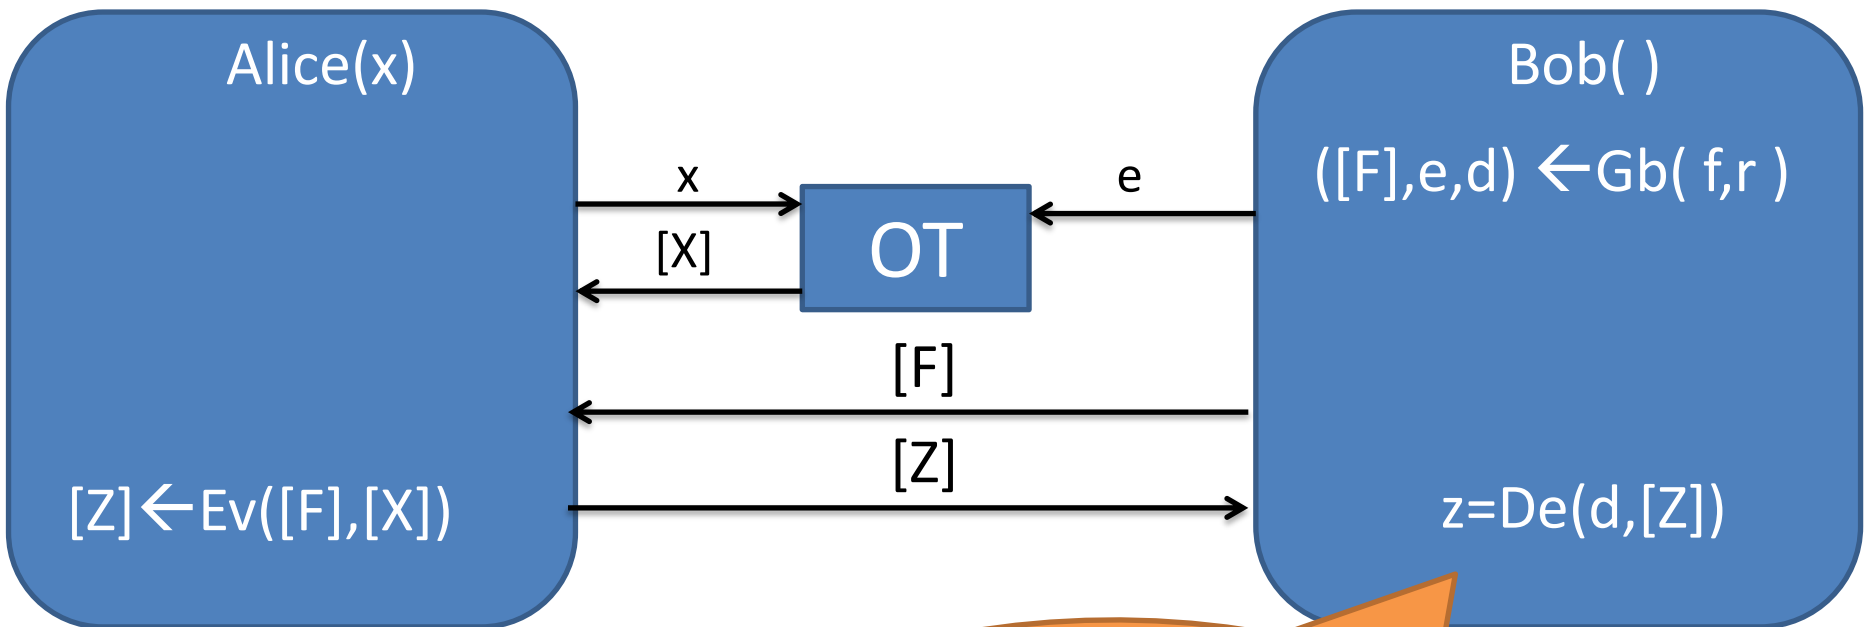 Alice(x)
Bob( )
([F],e,d) ←Gb( f,r )
x
e
[X]
OT
[F]
[Z]
[Z]←Ev([F],[X])
z=De(d,[Z])